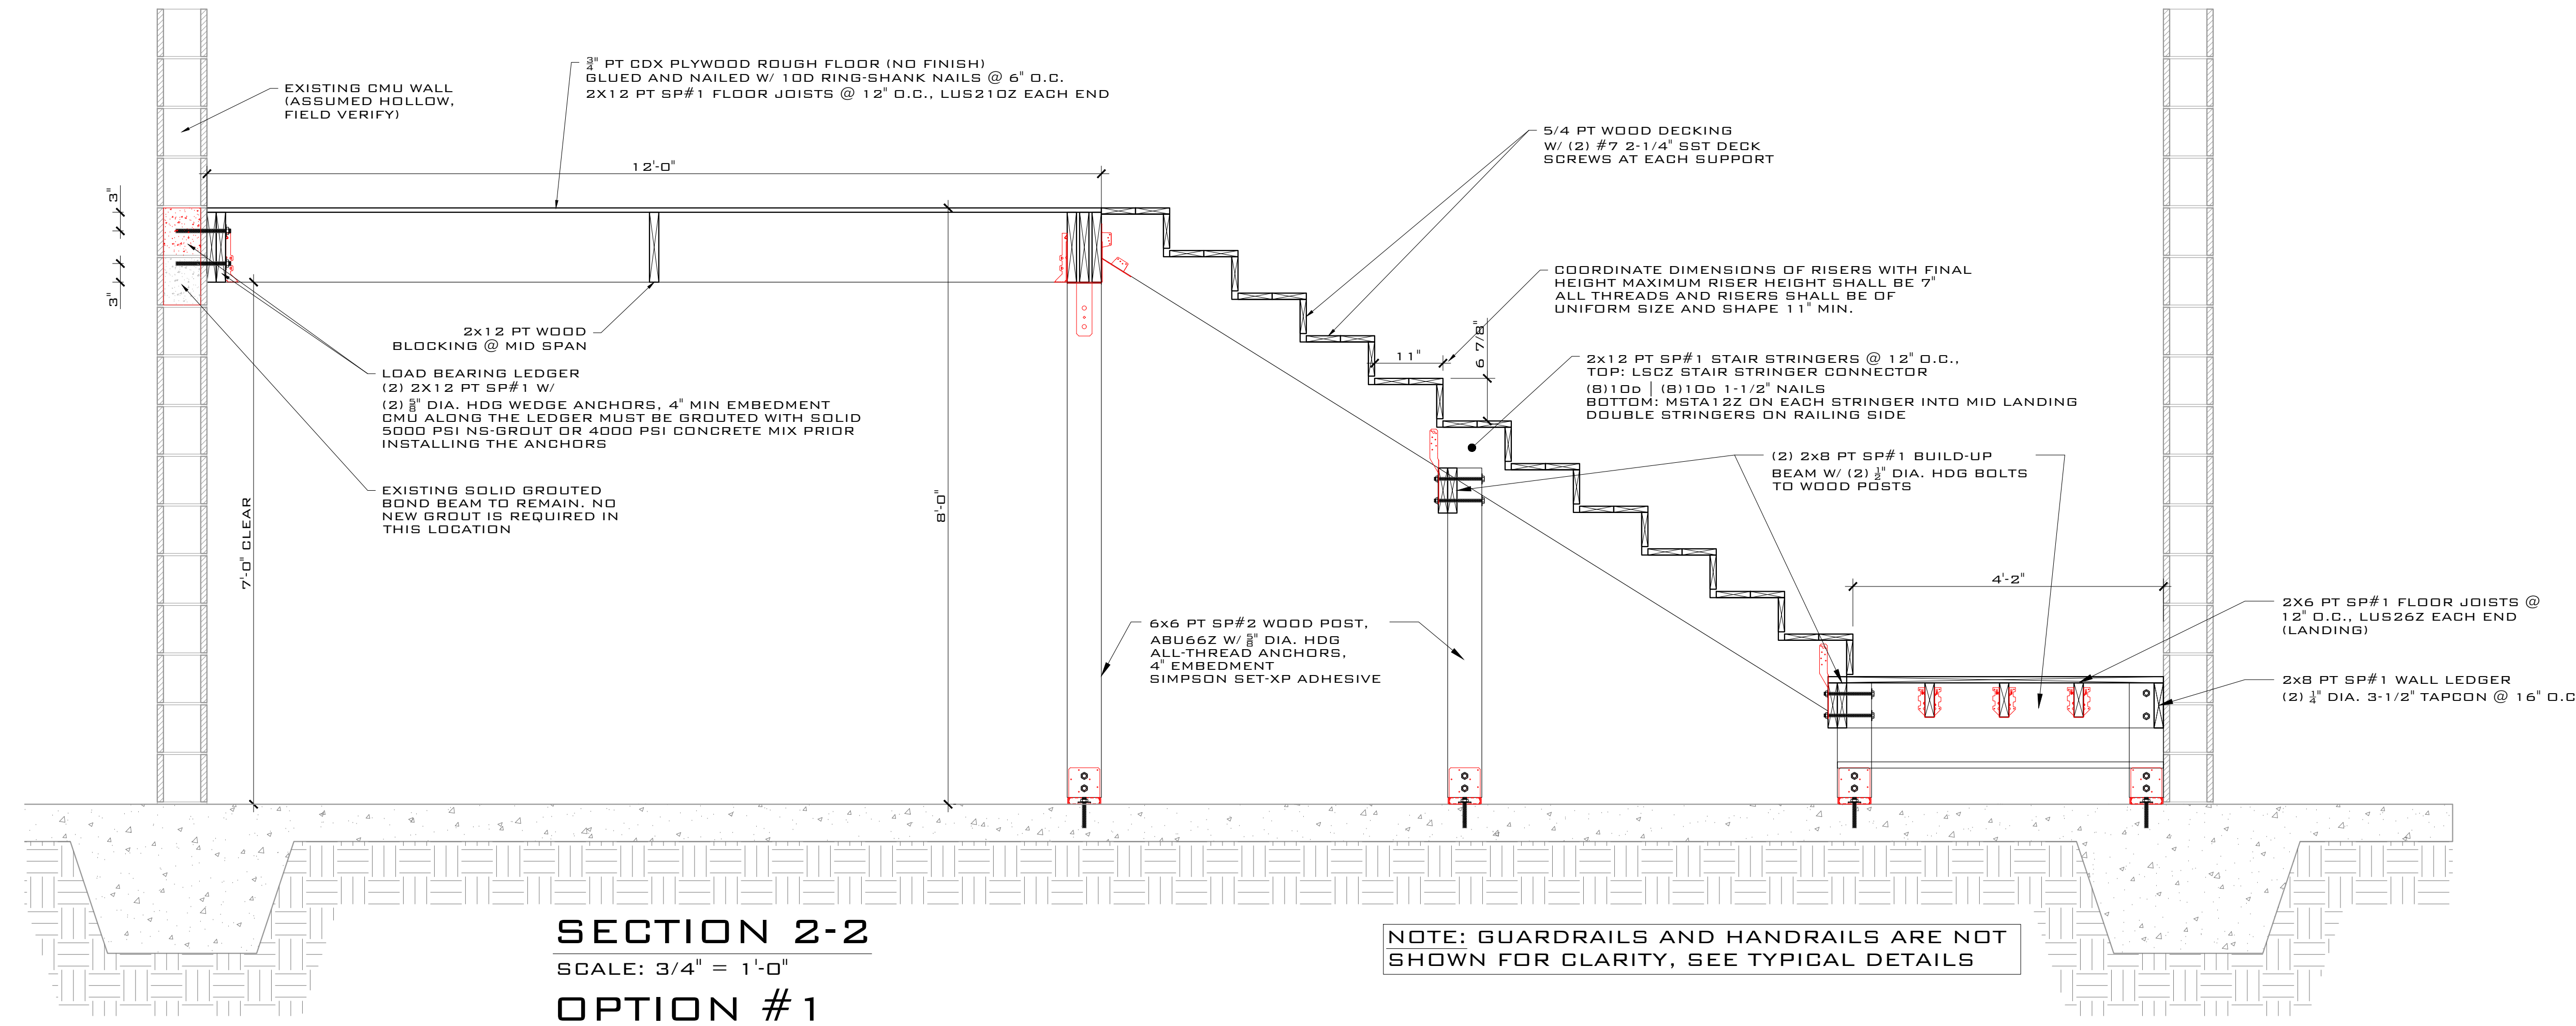 EXISTING CMU WALL
(ASSUMED HOLLOW,
FIELD VERIFY)
3/4" PT CDX PLYWOOD ROUGH FLOOR (NO FINISH)
GLUED AND NAILED W/ 10D RING-SHANK NAILS @ 6" O.C.
2X12 PT SP#1 FLOOR JOISTS @ 12" O.C., LUS210Z EACH END
12'-0"
3"
3"
5/4 PT WOOD DECKING
W/ (2) #7 2-1/4" SST DECK
SCREWS AT EACH SUPPORT
COORDINATE DIMENSIONS OF RISERS WITH FINAL
HEIGHT MAXIMUM RISER HEIGHT SHALL BE 7"
ALL THREADS AND RISERS SHALL BE OF
UNIFORM SIZE AND SHAPE 11" MIN.
11"
6 7/8"
2x12 PT WOOD
BLOCKING @ MID SPAN
LOAD BEARING LEDGER
(2) 2X12 PT SP#1 W/
(2) 5/8" DIA. HDG WEDGE ANCHORS, 4" MIN EMBEDMENT
CMU ALONG THE LEDGER MUST BE GROUTED WITH SOLID
5000 PSI NS-GROUT OR 4000 PSI CONCRETE MIX PRIOR
INSTALLING THE ANCHORS
2x12 PT SP#1 STAIR STRINGERS @ 12" O.C.,
TOP: LSCZ STAIR STRINGER CONNECTOR
(8)10D | (8)10D 1-1/2" NAILS
BOTTOM: MSTA12Z ON EACH STRINGER INTO MID LANDING
DOUBLE STRINGERS ON RAILING SIDE
(2) 2x8 PT SP#1 BUILD-UP
BEAM W/ (2) 1/2" DIA. HDG BOLTS
TO WOOD POSTS
EXISTING SOLID GROUTED
BOND BEAM TO REMAIN. NO
NEW GROUT IS REQUIRED IN
THIS LOCATION
7'-0" CLEAR
8'-0"
4'-2"
2X6 PT SP#1 FLOOR JOISTS @
12" O.C., LUS26Z EACH END
(LANDING)
6x6 PT SP#2 WOOD POST,
ABU66Z W/ 5/8" DIA. HDG
ALL-THREAD ANCHORS,
4" EMBEDMENT
SIMPSON SET-XP ADHESIVE
2x8 PT SP#1 WALL LEDGER
(2) 1/4" DIA. 3-1/2" TAPCON @ 16" O.C
SECTION 2-2
SCALE: 3/4" = 1'-0"
OPTION #1
NOTE: GUARDRAILS AND HANDRAILS ARE NOT
SHOWN FOR CLARITY, SEE TYPICAL DETAILS